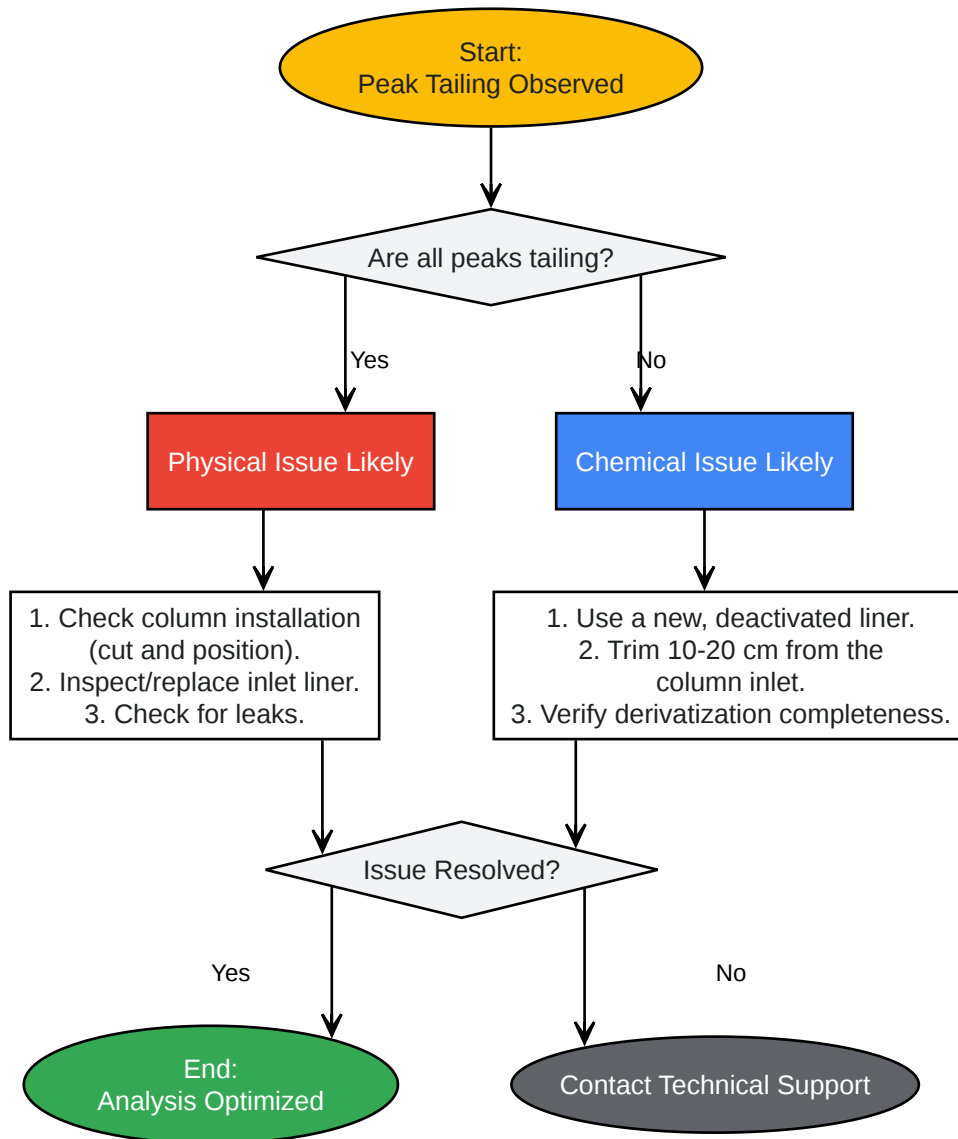 Start:
Peak Tailing Observed
Are all peaks tailing?
Yes
No
Physical Issue Likely
Chemical Issue Likely
1. Check column installation
(cut and position).
2. Inspect/replace inlet liner.
3. Check for leaks.
1. Use a new, deactivated liner.
2. Trim 10-20 cm from the
column inlet.
3. Verify derivatization completeness.
Issue Resolved?
Yes
No
End:
Analysis Optimized
Contact Technical Support